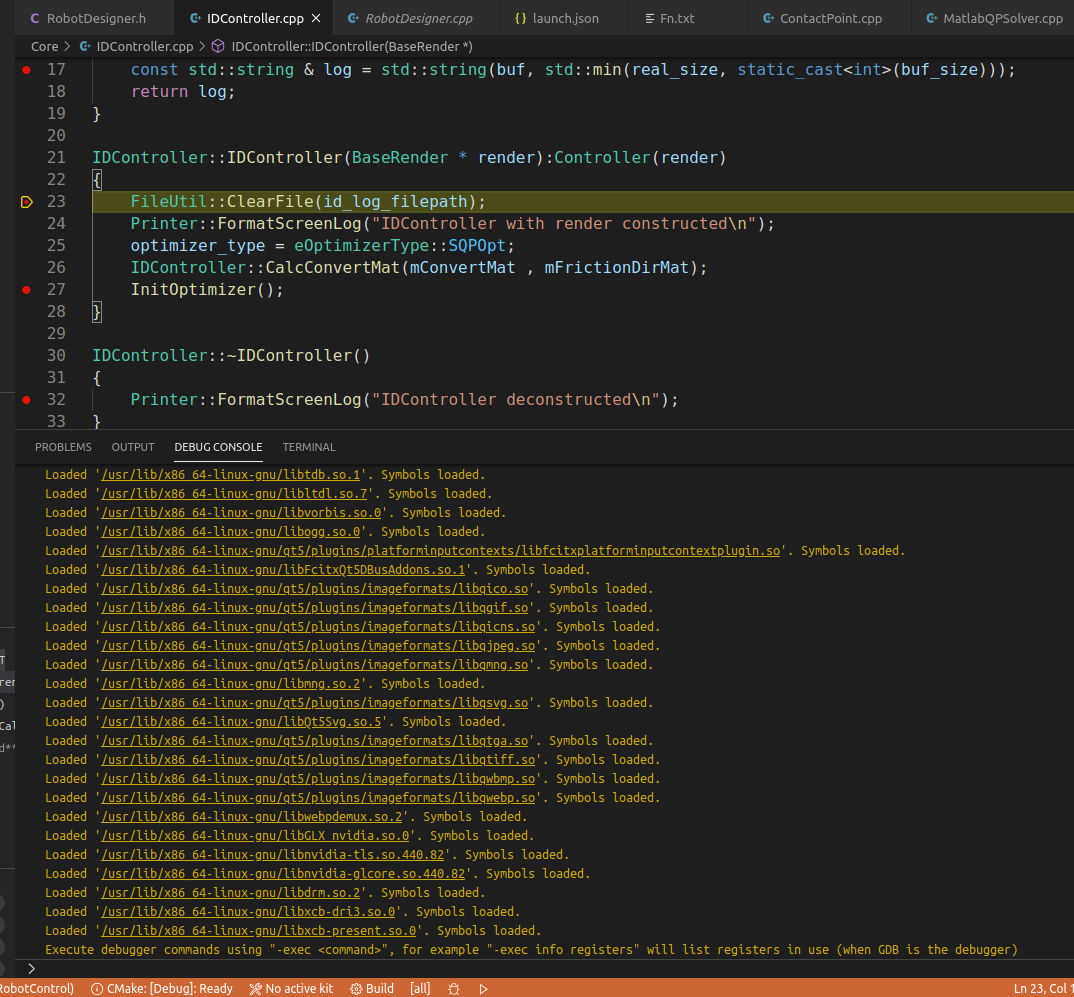 RobotDesigner.h IDController.cpp RobotDesigner.cpp launch.json Fn.txt ContactPoint.cpp MatlabQPSolver.cpp
Core > IDController.cpp > IDController::IDController(BaseRender *)
17 const std::string & log = std::string(buf, std::min(real_size, static_cast<int>(buf_size)));
18 return log;
19 }
20
21 IDController::IDController(BaseRender * render):Controller(render)
22 {
23 FileUtil::ClearFile(id_log_filepath);
24 Printer::FormatScreenLog("IDController with render constructed\n");
25 optimizer_type = eOptimizerType::SQPOpt;
26 IDController::CalcConvertMat(mConvertMat , mFrictionDirMat);
27 InitOptimizer();
28 }
29
30 IDController::~IDController()
31 {
32 Printer::FormatScreenLog("IDController deconstructed\n");
33 }
PROBLEMS OUTPUT DEBUG CONSOLE TERMINAL
Loaded '/usr/lib/x86_64-linux-gnu/libtdb.so.1'. Symbols loaded.
Loaded '/usr/lib/x86_64-linux-gnu/libltdl.so.7'. Symbols loaded.
Loaded '/usr/lib/x86_64-linux-gnu/libvorbis.so.0'. Symbols loaded.
Loaded '/usr/lib/x86_64-linux-gnu/libogg.so.0'. Symbols loaded.
Loaded '/usr/lib/x86_64-linux-gnu/qt5/plugins/platforminputcontexts/libfcitxplatforminputcontextplugin.so'. Symbols loaded.
Loaded '/usr/lib/x86_64-linux-gnu/libFcitxQt5DBusAddons.so.1'. Symbols loaded.
Loaded '/usr/lib/x86_64-linux-gnu/qt5/plugins/imageformats/libqico.so'. Symbols loaded.
Loaded '/usr/lib/x86_64-linux-gnu/qt5/plugins/imageformats/libqgif.so'. Symbols loaded.
Loaded '/usr/lib/x86_64-linux-gnu/qt5/plugins/imageformats/libqicns.so'. Symbols loaded.
Loaded '/usr/lib/x86_64-linux-gnu/qt5/plugins/imageformats/libqjpeg.so'. Symbols loaded.
Loaded '/usr/lib/x86_64-linux-gnu/qt5/plugins/imageformats/libqmng.so'. Symbols loaded.
Loaded '/usr/lib/x86_64-linux-gnu/libmng.so.2'. Symbols loaded.
Loaded '/usr/lib/x86_64-linux-gnu/qt5/plugins/imageformats/libqsvg.so'. Symbols loaded.
Loaded '/usr/lib/x86_64-linux-gnu/libQt5Svg.so.5'. Symbols loaded.
Loaded '/usr/lib/x86_64-linux-gnu/qt5/plugins/imageformats/libqtga.so'. Symbols loaded.
Loaded '/usr/lib/x86_64-linux-gnu/qt5/plugins/imageformats/libqtiff.so'. Symbols loaded.
Loaded '/usr/lib/x86_64-linux-gnu/qt5/plugins/imageformats/libqwbmp.so'. Symbols loaded.
Loaded '/usr/lib/x86_64-linux-gnu/qt5/plugins/imageformats/libqwebp.so'. Symbols loaded.
Loaded '/usr/lib/x86_64-linux-gnu/libwebpdemux.so.2'. Symbols loaded.
Loaded '/usr/lib/x86_64-linux-gnu/libGLX_nvidia.so.0'. Symbols loaded.
Loaded '/usr/lib/x86_64-linux-gnu/libnvidia-tls.so.440.82'. Symbols loaded.
Loaded '/usr/lib/x86_64-linux-gnu/libnvidia-glcore.so.440.82'. Symbols loaded.
Loaded '/usr/lib/x86_64-linux-gnu/libdrm.so.2'. Symbols loaded.
Loaded '/usr/lib/x86_64-linux-gnu/libxcb-dri3.so.0'. Symbols loaded.
Loaded '/usr/lib/x86_64-linux-gnu/libxcb-present.so.0'. Symbols loaded.
Execute debugger commands using "-exec <command>", for example "-exec info registers" will list registers in use (when GDB is the debugger)
>
RobotControl) CMake: [Debug]: Ready No active kit Build [all] Ln 23, Col 1